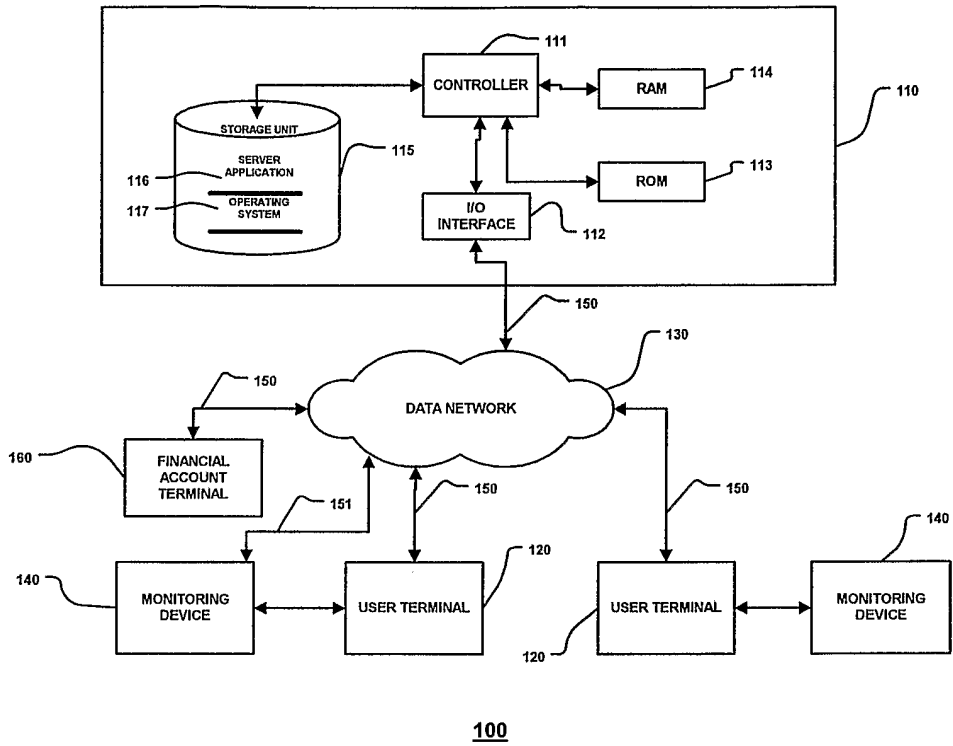 111
CONTROLLER
RAM
114
110
STORAGE UNIT
115
SERVER
APPLICATION
116
OPERATING
SYSTEM
117
ROM
113
I/O
INTERFACE
112
150
130
DATA NETWORK
150
160
FINANCIAL
ACCOUNT
TERMINAL
151
150
150
140
MONITORING
DEVICE
USER TERMINAL
120
USER TERMINAL
120
MONITORING
DEVICE
140
100